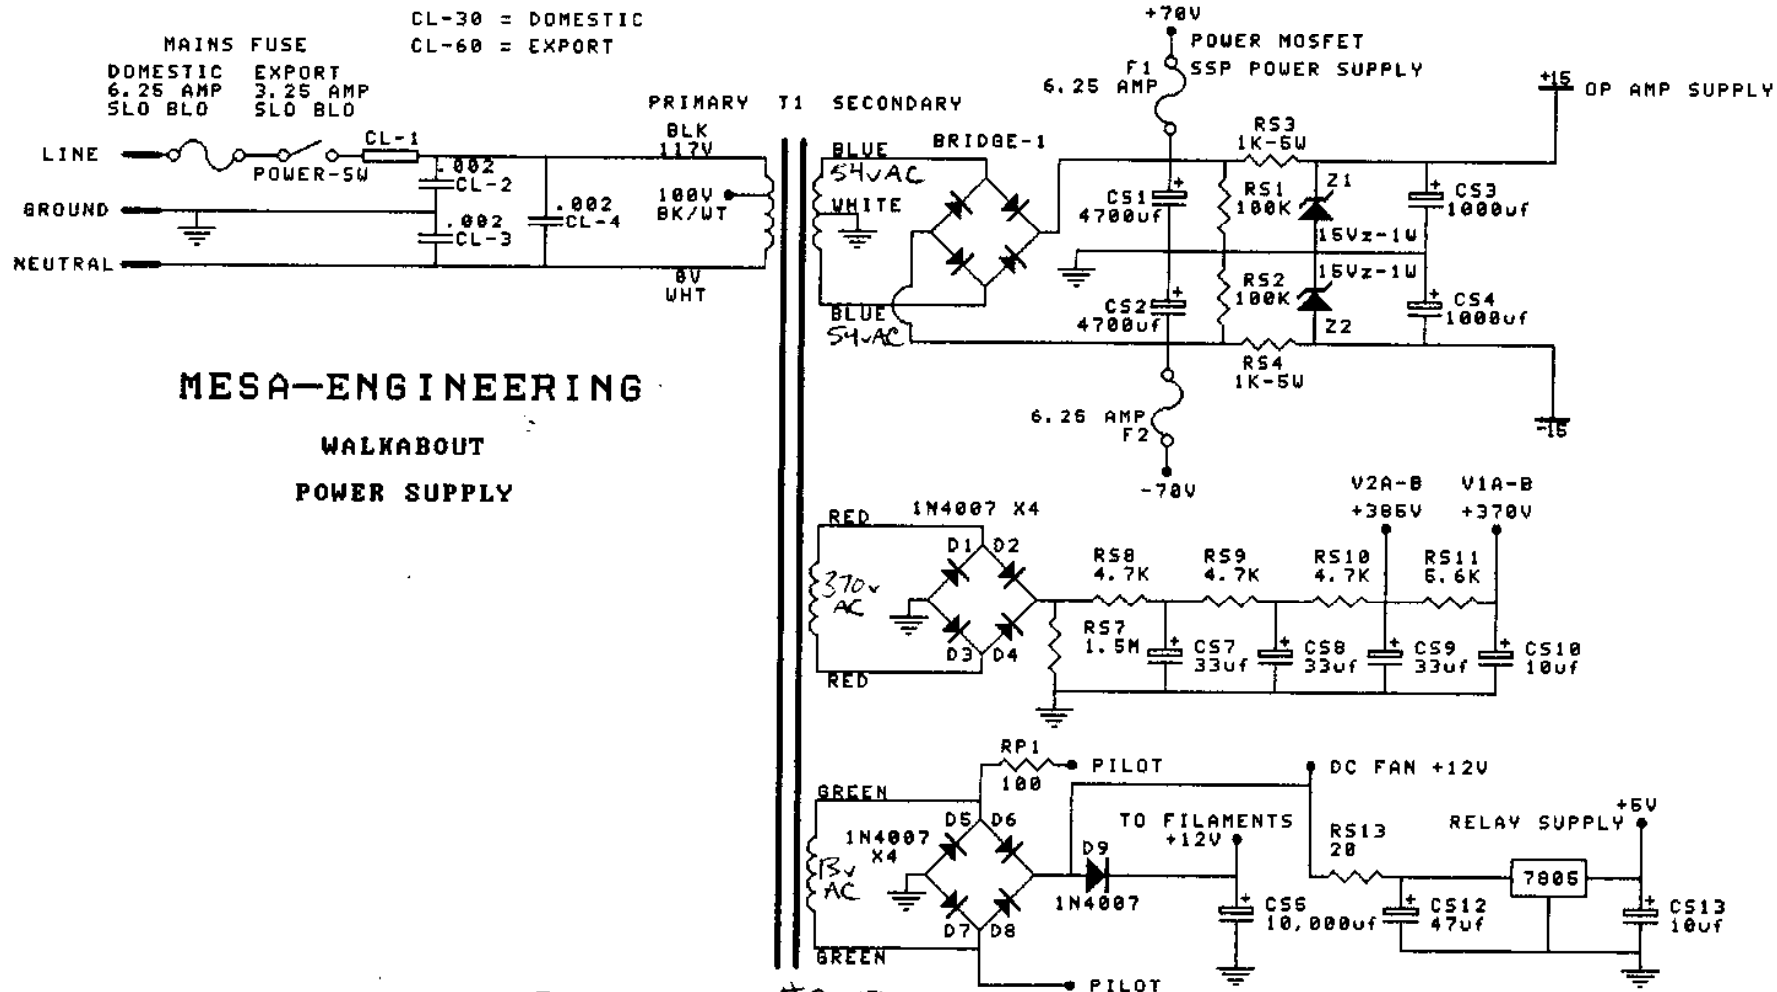 CL-30 = DOMESTIC
CL-60 = EXPORT
MAINS FUSE
DOMESTIC EXPORT
6.25 AMP 3.25 AMP
SLO BLO SLO BLO
LINE
POWER-SW
CL-1
.002
CL-2
GROUND
.002
CL-3
NEUTRAL
.002
CL-4
PRIMARY T1 SECONDARY
BLK
117V
100V
BK/WT
0V
WHT
BLUE
54vAC
WHITE
BLUE
54vAC
BRIDGE-1
+70V
POWER MOSFET
SSP POWER SUPPLY
F1
6.25 AMP
CS1
4700uf
CS2
4700uf
RS1
100K
RS2
100K
RS3
1K-5W
RS4
1K-5W
Z1
15Vz-1W
15Vz-1W
Z2
CS3
1000uf
CS4
1000uf
+15 OP AMP SUPPLY
-15
6.25 AMP
F2
-70V
MESA-ENGINEERING
WALKABOUT
POWER SUPPLY
RED
370v
AC
RED
1N4007 X4
D1 D2
D3 D4
RS7
1.5M
RS8
4.7K
RS9
4.7K
RS10
4.7K
RS11
5.6K
V2A-B
+385V
V1A-B
+370V
CS7
33uf
CS8
33uf
CS9
33uf
CS10
10uf
RP1
100
PILOT
GREEN
13v
AC
GREEN
1N4007
X4
D5 D6
D7 D8
D9
1N4007
TO FILAMENTS
+12V
CS6
10,000uf
DC FAN +12V
RS13
20
RELAY SUPPLY
+5V
7805
CS12
47uf
CS13
10uf
PILOT